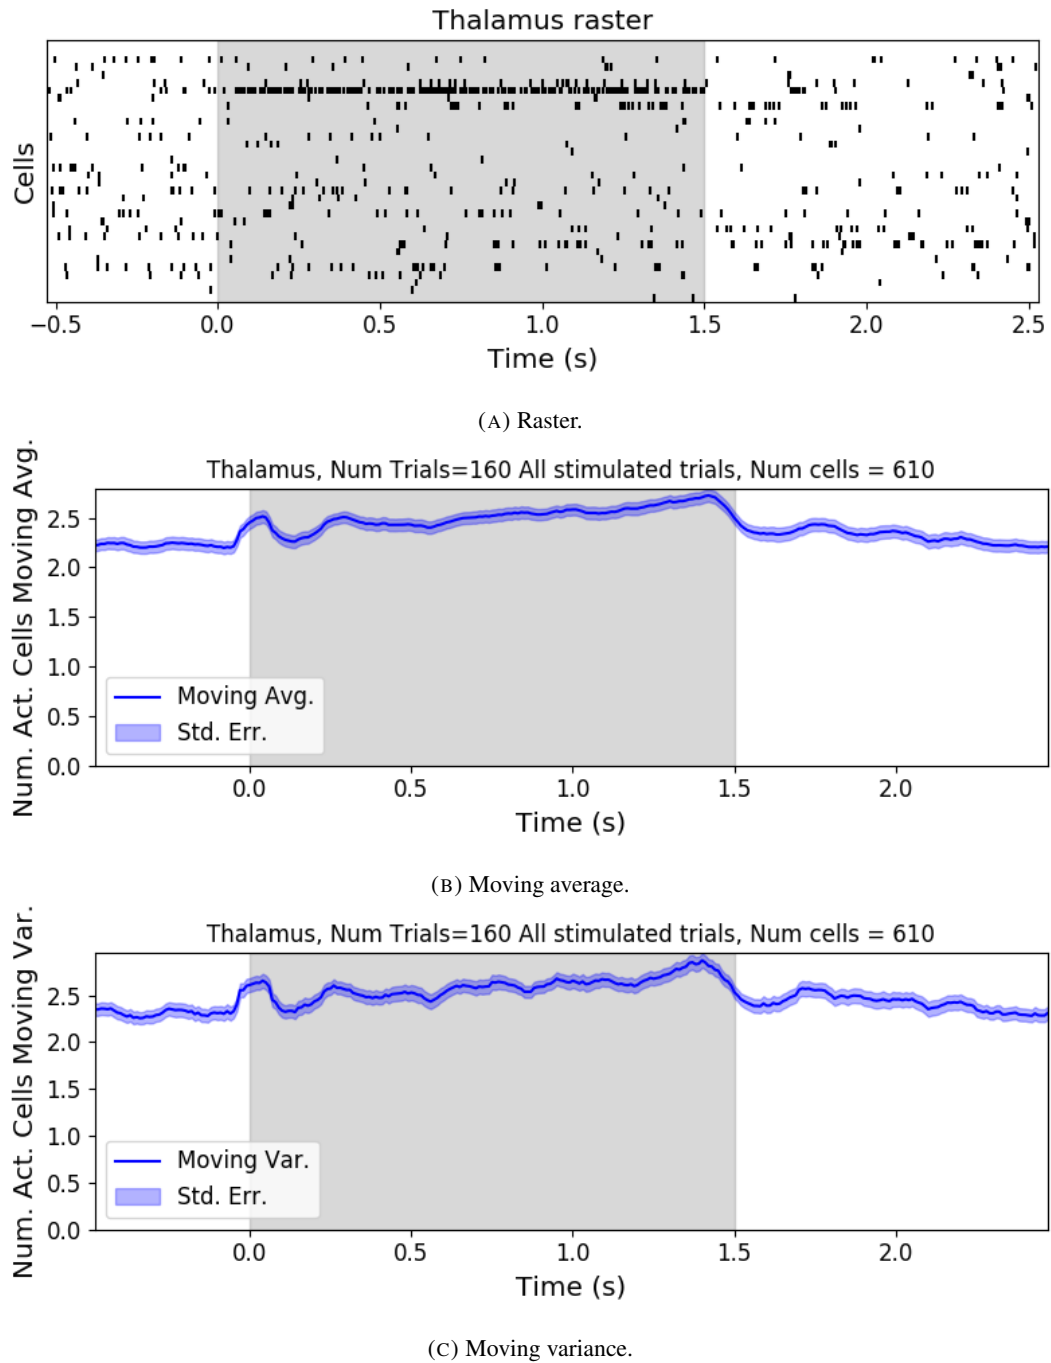 Thalamus raster
Cells
−0.5 0.0 0.5 1.0 1.5 2.0 2.5
Time (s)
(A) Raster.
Thalamus, Num Trials=160 All stimulated trials, Num cells = 610
Num. Act. Cells Moving Avg.
2.5
2.0
1.5
1.0
0.5
0.0
Moving Avg.
Std. Err.
0.0 0.5 1.0 1.5 2.0
Time (s)
(B) Moving average.
Thalamus, Num Trials=160 All stimulated trials, Num cells = 610
Num. Act. Cells Moving Var.
2.5
2.0
1.5
1.0
0.5
0.0
Moving Var.
Std. Err.
0.0 0.5 1.0 1.5 2.0
Time (s)
(C) Moving variance.